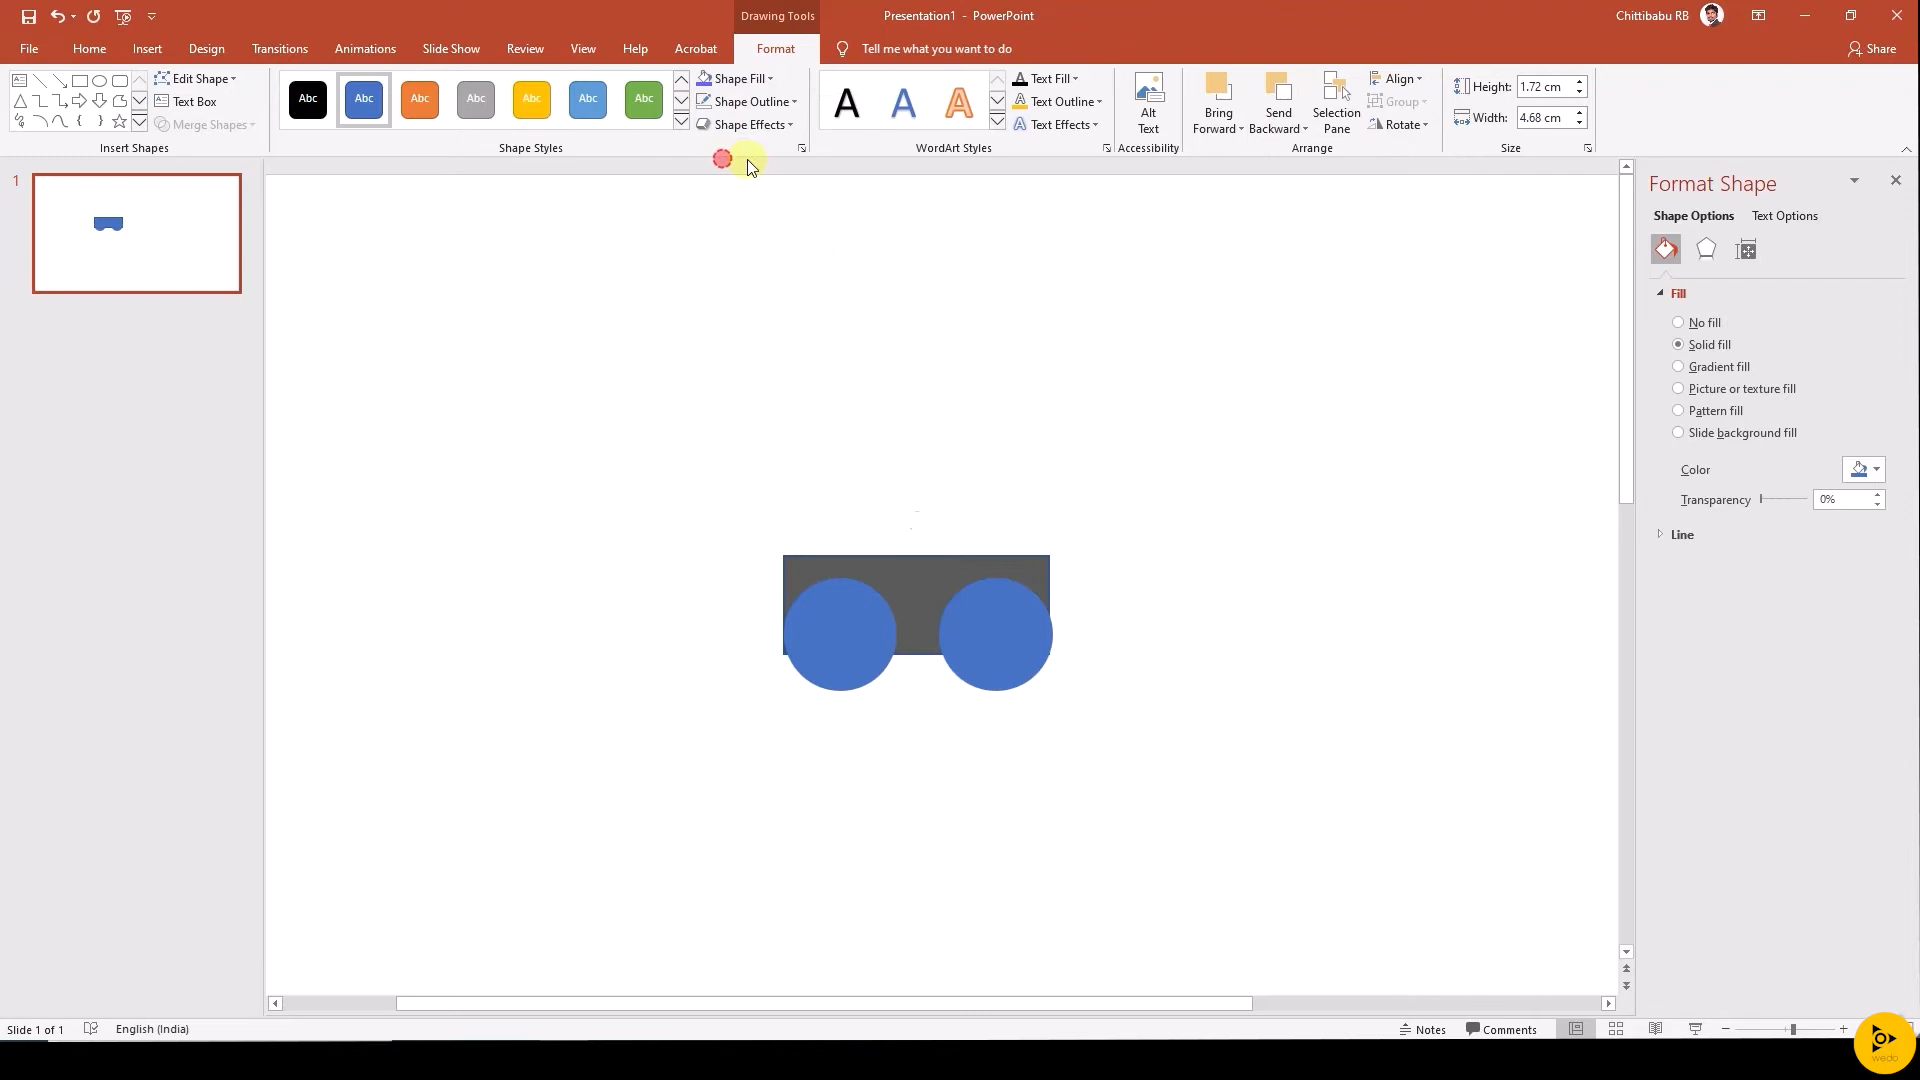 Drawing Tools
Presentation1 - PowerPoint
Chittibabu RB
File Home Insert Design Transitions Animations Slide Show Review View Help Acrobat Format Tell me what you want to do Share
Edit Shape
Text Box
Merge Shapes
Insert Shapes
Abc Abc Abc Abc Abc Abc Abc
Shape Fill
Shape Outline
Shape Effects
Shape Styles
A A A
Text Fill
Text Outline
Text Effects
WordArt Styles
Alt
Text
Accessibility
Bring
Forward
Send
Backward
Selection
Pane
Align
Group
Rotate
Arrange
Height: 1.72 cm
Width: 4.68 cm
Size
1
Format Shape
Shape Options Text Options
Fill
No fill
Solid fill
Gradient fill
Picture or texture fill
Pattern fill
Slide background fill
Color
Transparency 0%
Line
Slide 1 of 1 English (India) Notes Comments
wedo